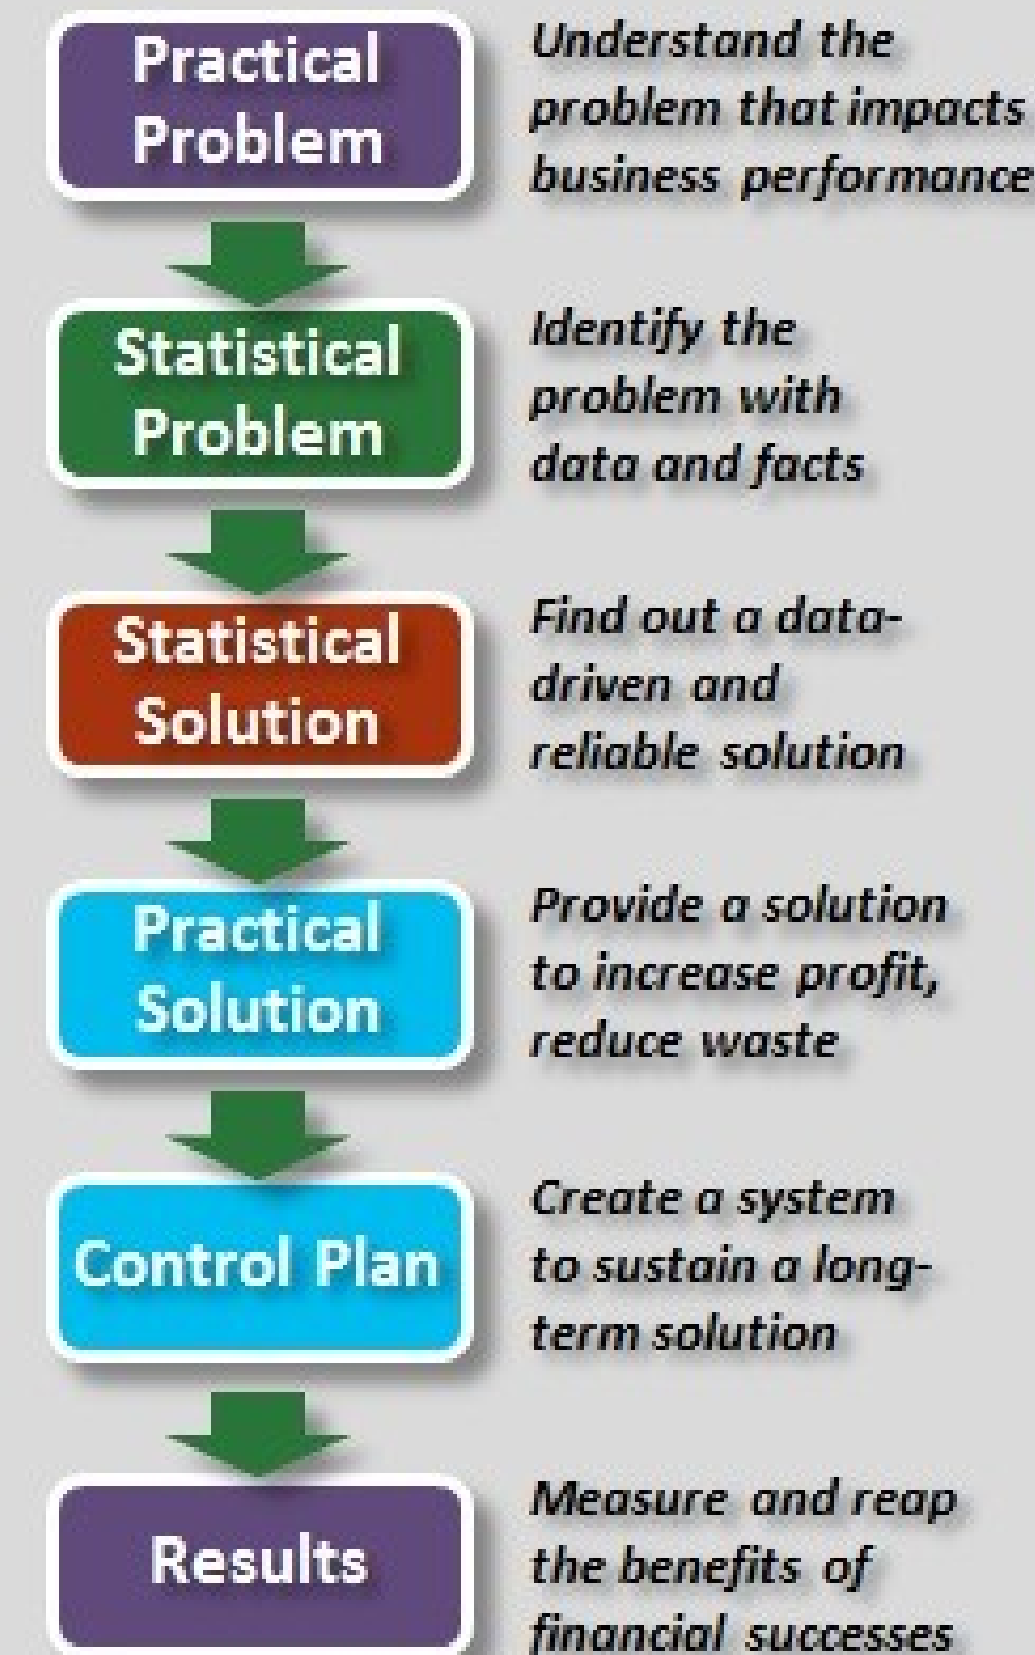 Practical
Problem
Understand the
problem that impacts
business performance
Statistical
Problem
Identify the
problem with
data and facts
Statistical
Solution
Find out a data-
driven and
reliable solution
Practical
Solution
Provide a solution
to increase profit,
reduce waste
Control Plan
Create a system
to sustain a long-
term solution
Results
Measure and reap
the benefits of
financial successes